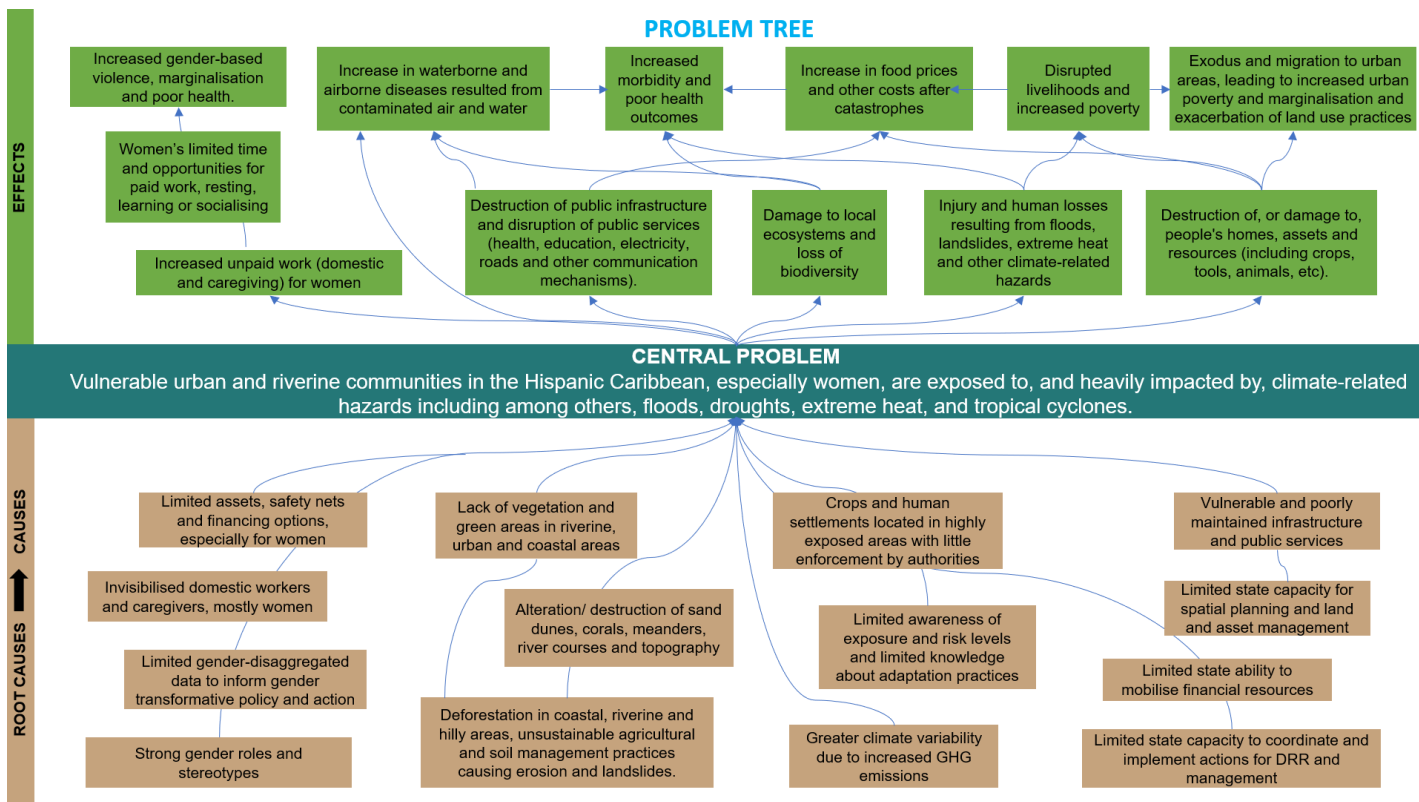 PROBLEM TREE
EFFECTS
Increased gender-based
violence, marginalisation
and poor health.
Increase in waterborne and
airborne diseases resulted from
contaminated air and water
Increased
morbidity and
poor health
outcomes
Increase in food prices
and other costs after
catastrophes
Disrupted
livelihoods and
increased poverty
Exodus and migration to urban
areas, leading to increased urban
poverty and marginalisation and
exacerbation of land use practices
Women's limited time
and opportunities for
paid work, resting,
learning or socialising
Increased unpaid work (domestic
and caregiving) for women
Destruction of public infrastructure
and disruption of public services
(health, education, electricity,
roads and other communication
mechanisms).
Damage to local
ecosystems and
loss of
biodiversity
Injury and human losses
resulting from floods,
landslides, extreme heat
and other climate-related
hazards
Destruction of, or damage to,
people's homes, assets and
resources (including crops,
tools, animals, etc).
CENTRAL PROBLEM
Vulnerable urban and riverine communities in the Hispanic Caribbean, especially women, are exposed to, and heavily impacted by, climate-related
hazards including among others, floods, droughts, extreme heat, and tropical cyclones.
ROOT CAUSES CAUSES
Limited assets, safety nets
and financing options,
especially for women
Invisibilised domestic workers
and caregivers, mostly women
Limited gender-disaggregated
data to inform gender
transformative policy and action
Strong gender roles and
stereotypes
Lack of vegetation and
green areas in riverine,
urban and coastal areas
Alteration/ destruction of sand
dunes, corals, meanders,
river courses and topography
Deforestation in coastal, riverine and
hilly areas, unsustainable agricultural
and soil management practices
causing erosion and landslides.
Crops and human
settlements located in highly
exposed areas with little
enforcement by authorities
Limited awareness of
exposure and risk levels
and limited knowledge
about adaptation practices
Greater climate variability
due to increased GHG
emissions
Vulnerable and poorly
maintained infrastructure
and public services
Limited state capacity for
spatial planning and land
and asset management
Limited state ability to
mobilise financial resources
Limited state capacity to coordinate and
implement actions for DRR and
management